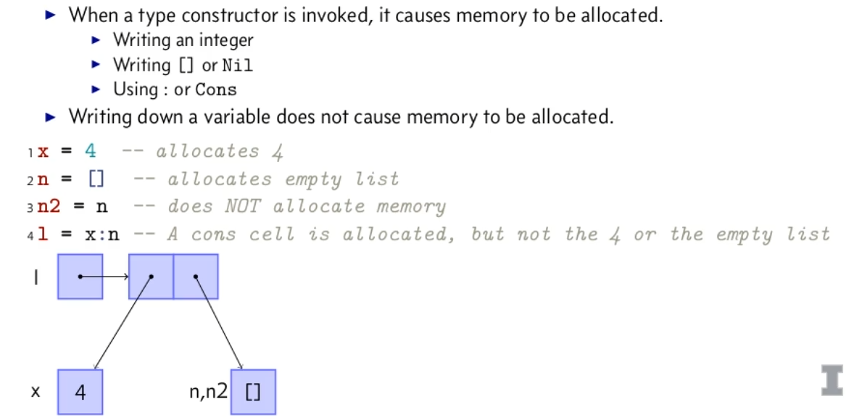 ► When a type constructor is invoked, it causes memory to be allocated.
► Writing an integer
► Writing [] or Nil
► Using : or Cons
► Writing down a variable does not cause memory to be allocated.
1 x = 4 -- allocates 4
2 n = [] -- allocates empty list
3 n2 = n -- does NOT allocate memory
4 l = x:n -- A cons cell is allocated, but not the 4 or the empty list
l
x 4 n,n2 []
I